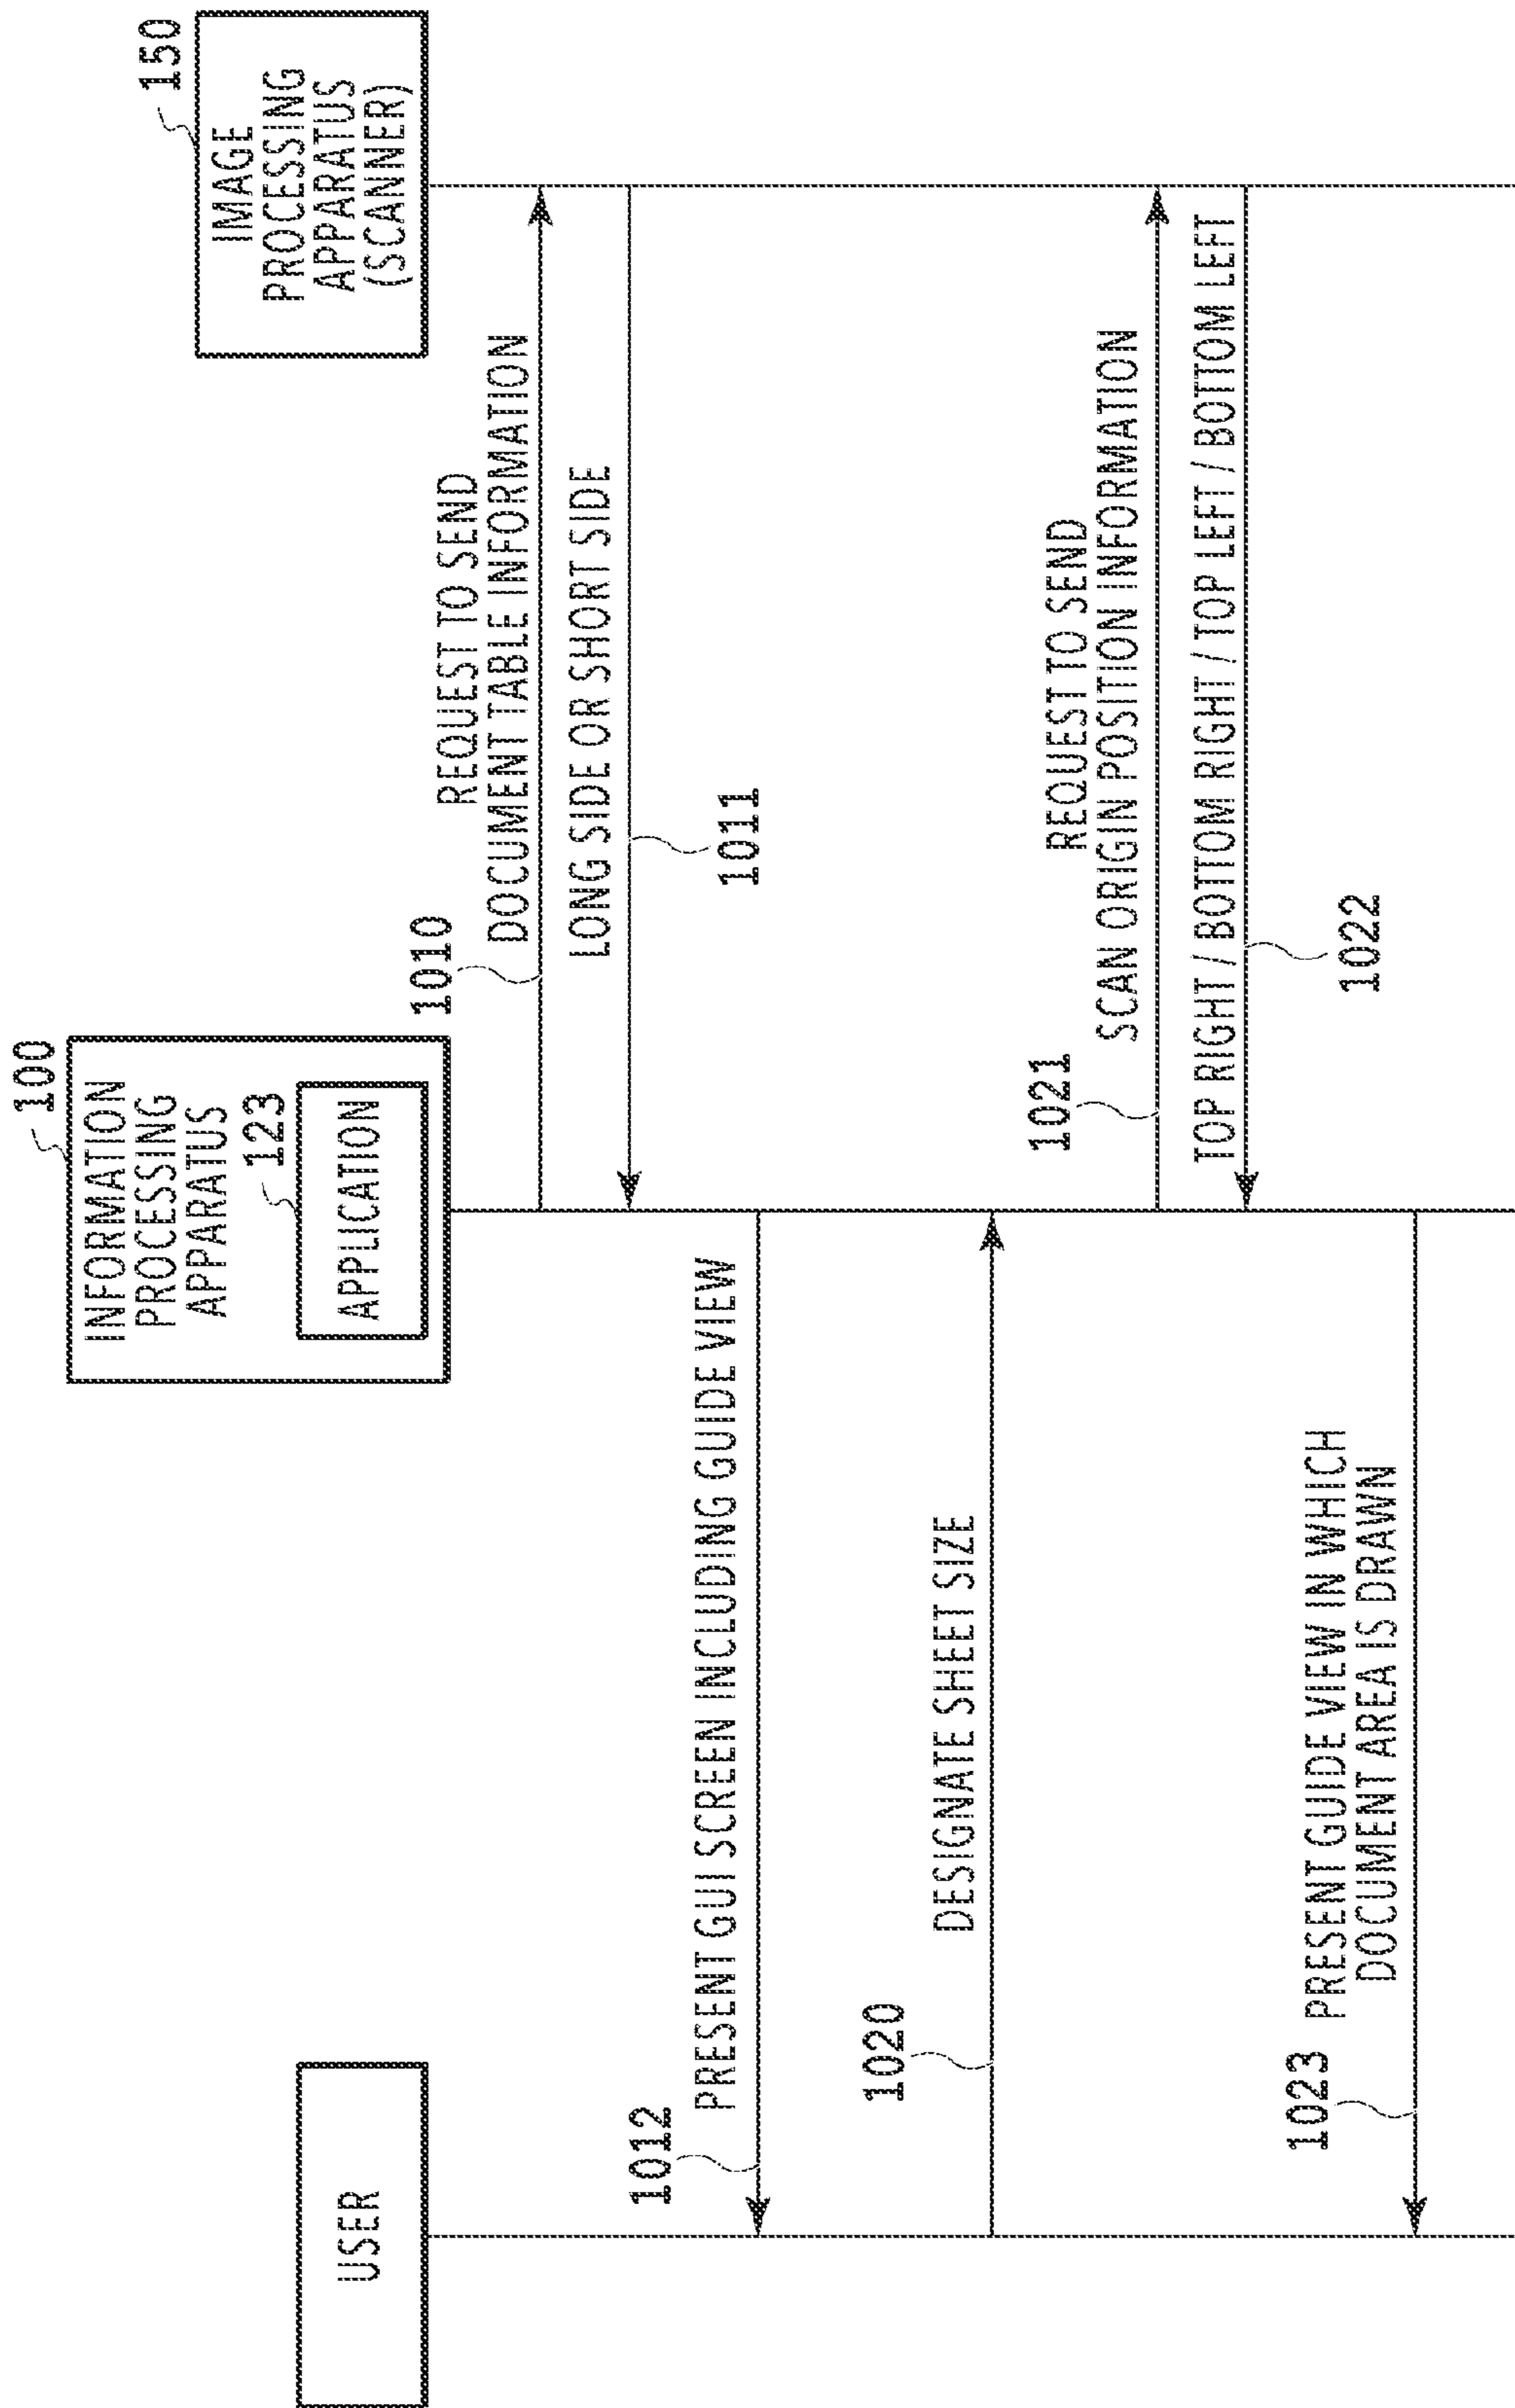 USER
100
INFORMATION
PROCESSING
APPARATUS
123
APPLICATION
150
IMAGE
PROCESSING
APPARATUS
(SCANNER)
1010
REQUEST TO SEND
DOCUMENT TABLE INFORMATION
LONG SIDE OR SHORT SIDE
1011
1012
PRESENT GUI SCREEN INCLUDING GUIDE VIEW
1020
DESIGNATE SHEET SIZE
1021
REQUEST TO SEND
SCAN ORIGIN POSITION INFORMATION
TOP RIGHT / BOTTOM RIGHT / TOP LEFT / BOTTOM LEFT
1022
1023
PRESENT GUIDE VIEW IN WHICH
DOCUMENT AREA IS DRAWN